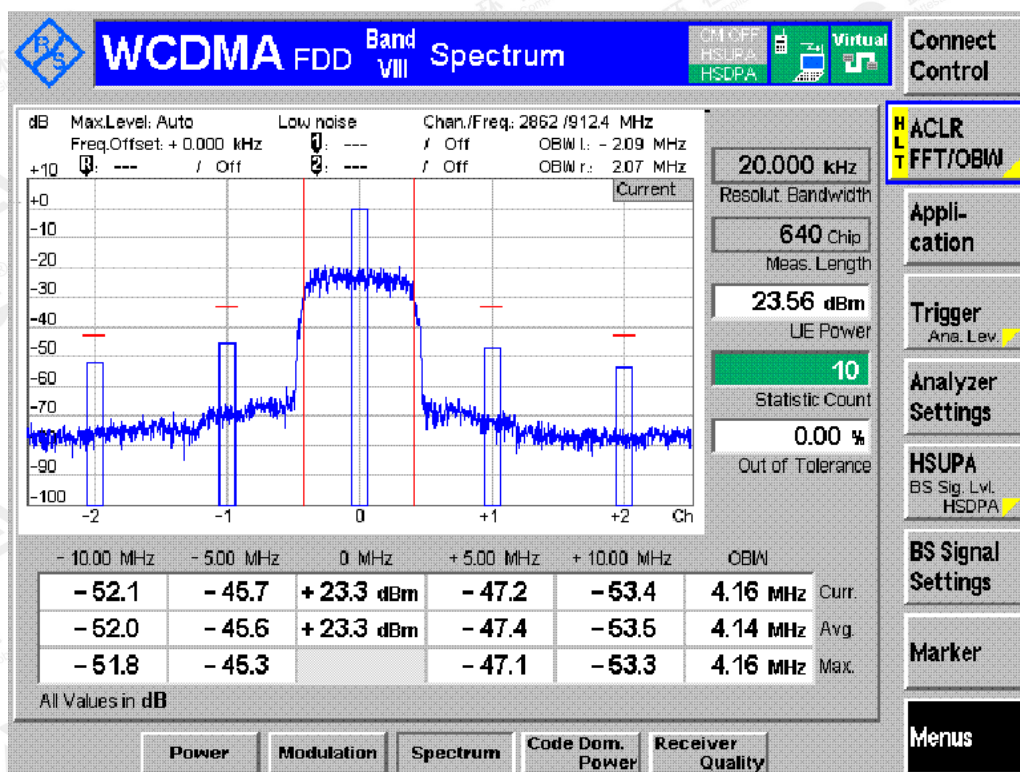 R&S
WCDMA FDD Band VIII Spectrum
CM OFF
HSUPA
HSDPA
Virtual
Connect Control
dB Max.Level: Auto Low noise Chan./Freq.: 2862 /912.4 MHz
Freq.Offset: + 0.000 kHz 1: --- / Off OBW l.: - 2.09 MHz
R: --- / Off 2: --- / Off OBW r.: 2.07 MHz
Current
+10
+0
-10
-20
-30
-40
-50
-60
-70
-90
-100
-2 -1 0 +1 +2 Ch
20.000 kHz
Resolut. Bandwidth
640 Chip
Meas. Length
23.56 dBm
UE Power
10
Statistic Count
0.00 %
Out of Tolerance
- 10.00 MHz - 5.00 MHz 0 MHz + 5.00 MHz + 10.00 MHz OBW
- 52.1 - 45.7 + 23.3 dBm - 47.2 - 53.4 4.16 MHz Curr.
- 52.0 - 45.6 + 23.3 dBm - 47.4 - 53.5 4.14 MHz Avg.
- 51.8 - 45.3 - 47.1 - 53.3 4.16 MHz Max.
All Values in dB
HLT
ACLR
FFT/OBW
Appli-
cation
Trigger
Ana. Lev.
Analyzer
Settings
HSUPA
BS Sig. Lvl.
HSDPA
BS Signal
Settings
Marker
Menus
Power
Modulation
Spectrum
Code Dom.
Power
Receiver
Quality